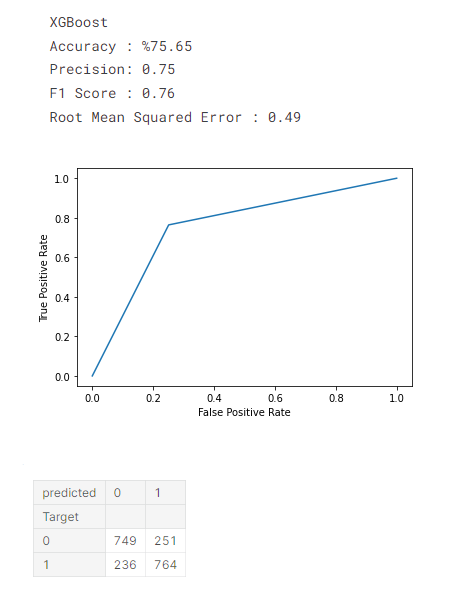 XGBoost
Accuracy : %75.65
Precision: 0.75
F1 Score : 0.76
Root Mean Squared Error : 0.49
1.0
0.8
0.6
0.4
0.2
0.0
True Positive Rate
0.0 0.2 0.4 0.6 0.8 1.0
False Positive Rate
predicted 0 1
Target
0 749 251
1 236 764